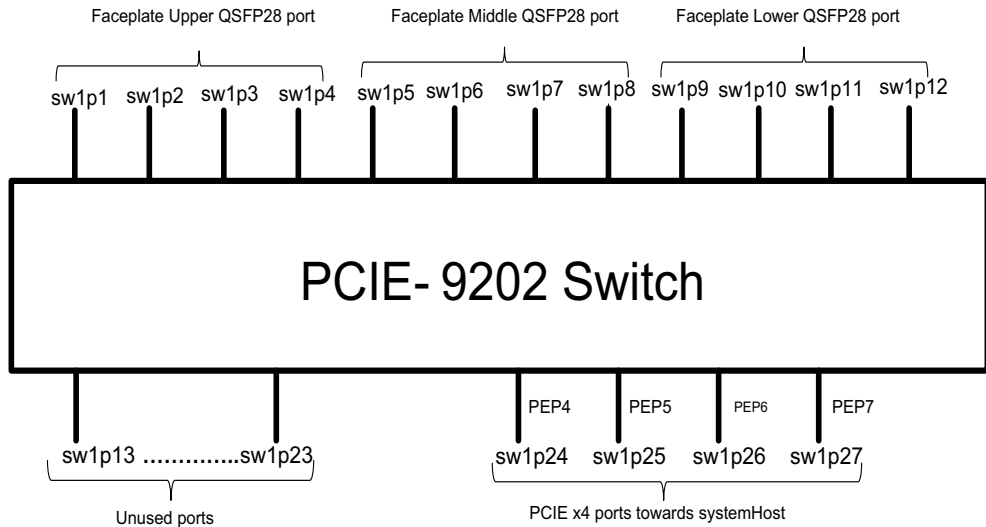 Faceplate Upper QSFP28 port Faceplate Middle QSFP28 port Faceplate Lower QSFP28 port
sw1p1 sw1p2 sw1p3 sw1p4 sw1p5 sw1p6 sw1p7 sw1p8 sw1p9 sw1p10 sw1p11 sw1p12
PCIE- 9202 Switch
PEP4 PEP5 PEP6 PEP7
sw1p13 ..............sw1p23 sw1p24 sw1p25 sw1p26 sw1p27
Unused ports PCIE x4 ports towards systemHost